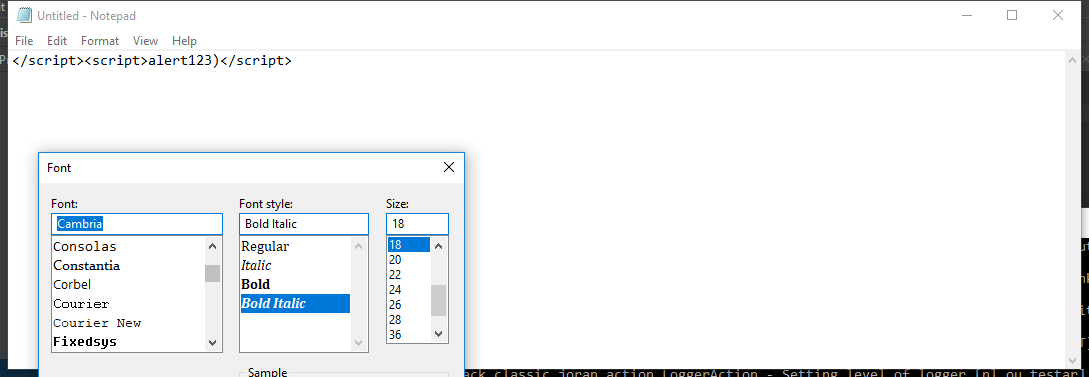 Untitled - Notepad
File Edit Format View Help
</script><script>alert123)</script>
Font
Font: Font style: Size:
Cambria Bold Italic 18
Consolas Regular 18
Constantia Italic 20
Corbel Bold 22
Courier Bold Italic 24
Courier New 26
Fixedsys 28
36
Sample
ack classic joran action LoggerAction - Setting level of logger [nl ou testar]